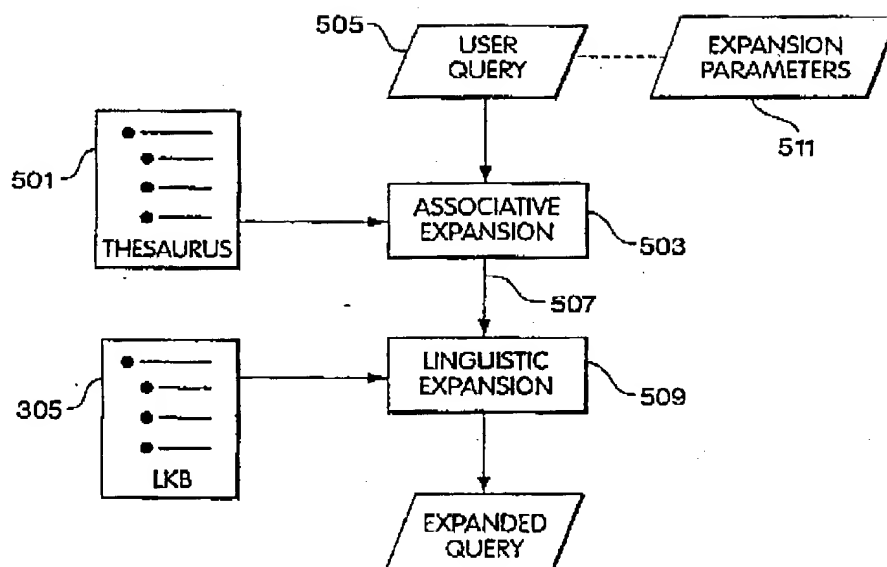 505
USER
QUERY
EXPANSION
PARAMETERS
511
501
THESAURUS
ASSOCIATIVE
EXPANSION
503
507
305
LKB
LINGUISTIC
EXPANSION
509
EXPANDED
QUERY